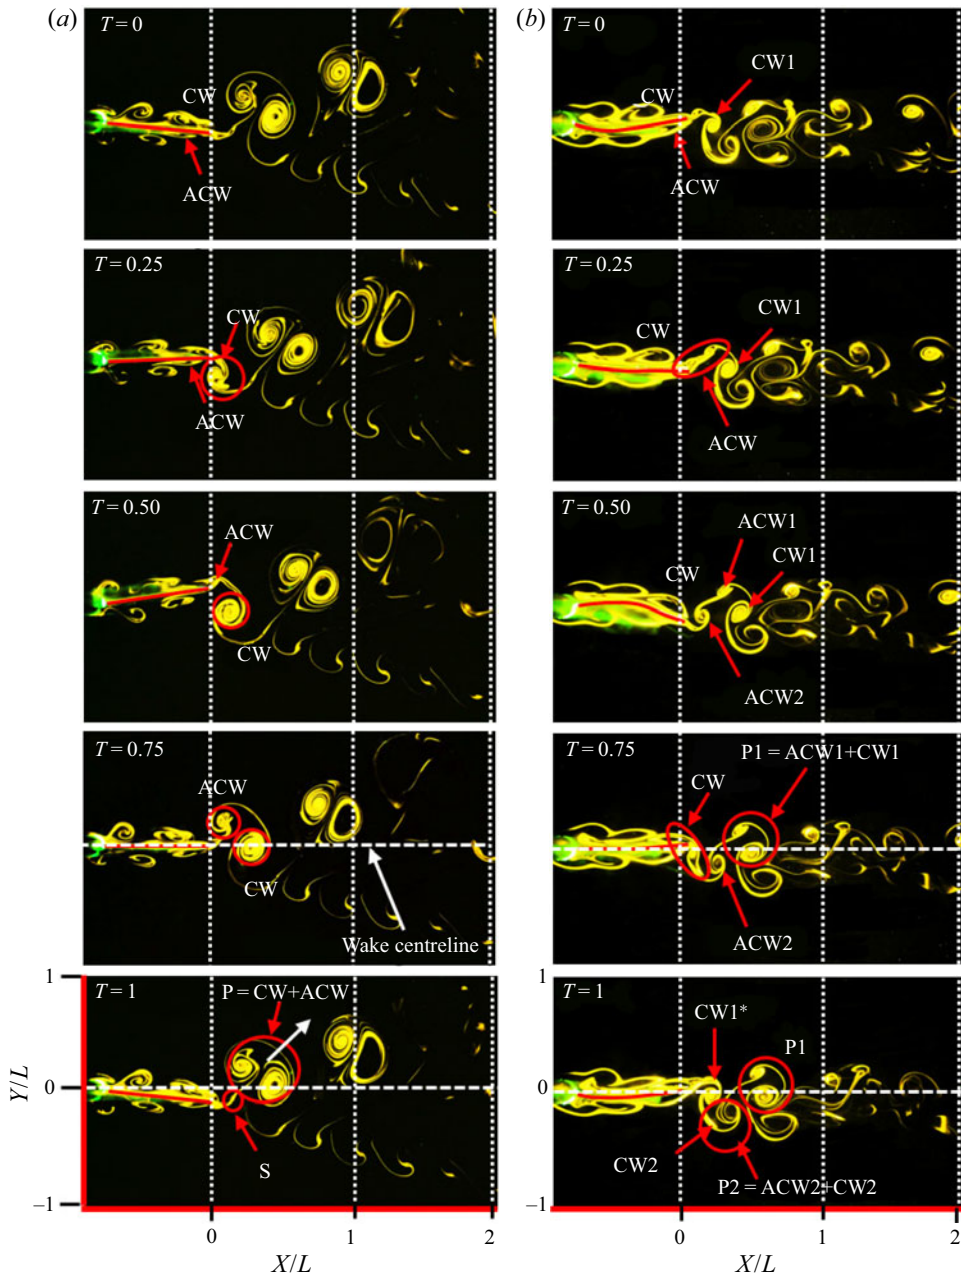 (a)
T = 0
CW
ACW
T = 0.25
CW
ACW
T = 0.50
ACW
CW
T = 0.75
ACW
CW
Wake centreline
T = 1
P = CW+ACW
S
1
0
–1
Y/L
0
1
2
X/L
(b)
T = 0
CW1
CW
ACW
T = 0.25
CW1
CW
ACW
T = 0.50
ACW1
CW1
CW
ACW2
T = 0.75
P1 = ACW1+CW1
CW
ACW2
T = 1
CW1*
P1
CW2
P2 = ACW2+CW2
0
1
2
X/L